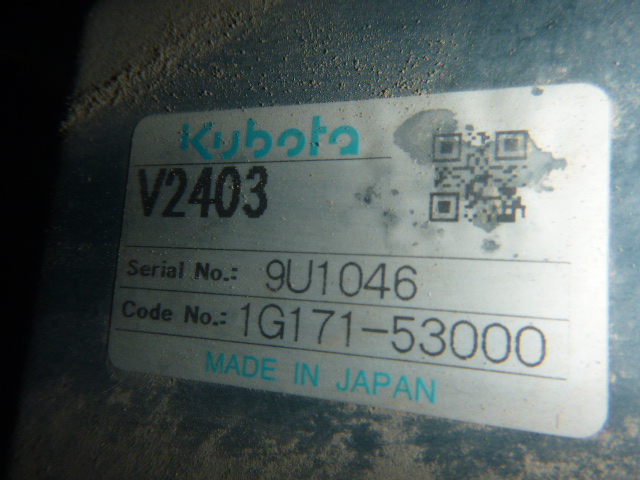 Kubota
V2403
Serial No.: 9U1046
Code No.: 1G171-53000
MADE IN JAPAN